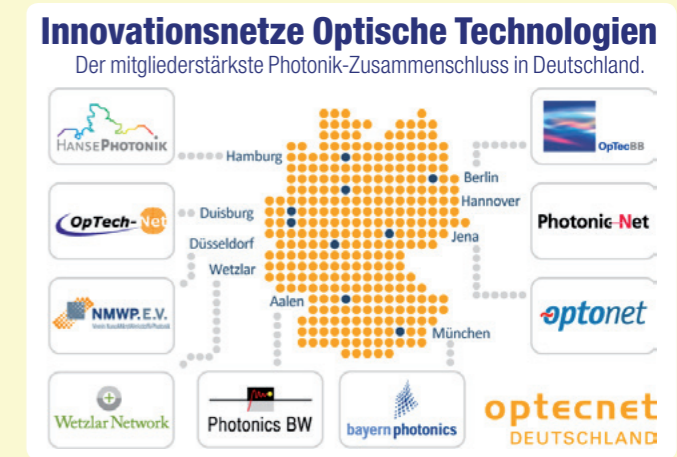 Innovationsnetze Optische Technologien
Der mitgliederstärkste Photonik-Zusammenschluss in Deutschland.
HANSEPHOTONIK
OpTecBB
Hamburg
Berlin
Hannover
OpTech-Net
Duisburg
Photonic Net
Düsseldorf
Jena
Wetzlar
NMWP.E.V.
Aalen
optonet
München
Wetzlar Network
Photonics BW
bayern photonics
optecnet
DEUTSCHLAND